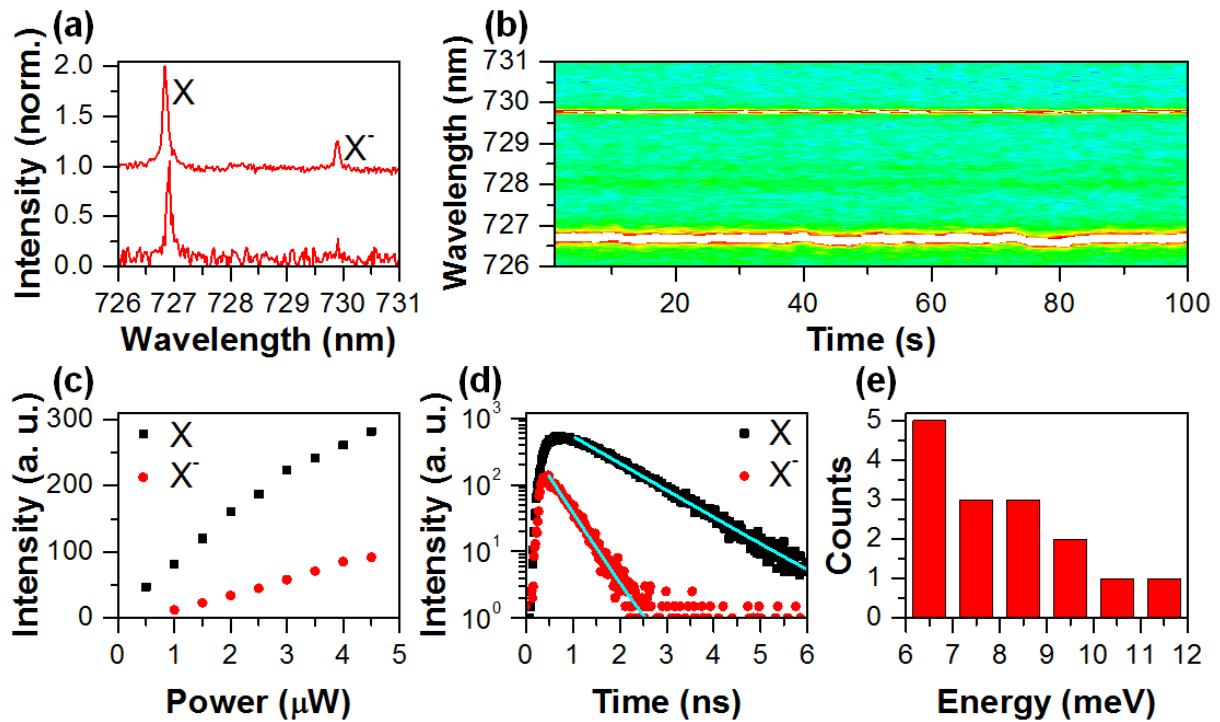 (a)
Intensity (norm.)
2.0
1.0
0.5
0.0
X
X⁻
726 727 728 729 730 731
Wavelength (nm)
(b)
Wavelength (nm)
731
730
729
728
727
726
20 40 60 80 100
Time (s)
(c)
Intensity (a. u.)
300
200
100
0
X
X⁻
0 1 2 3 4 5
Power (μW)
(d)
Intensity (a. u.)
10³
10²
10¹
10⁰
X
X⁻
0 1 2 3 4 5 6
Time (ns)
(e)
Counts
5
4
3
2
1
0
6 7 8 9 10 11 12
Energy (meV)